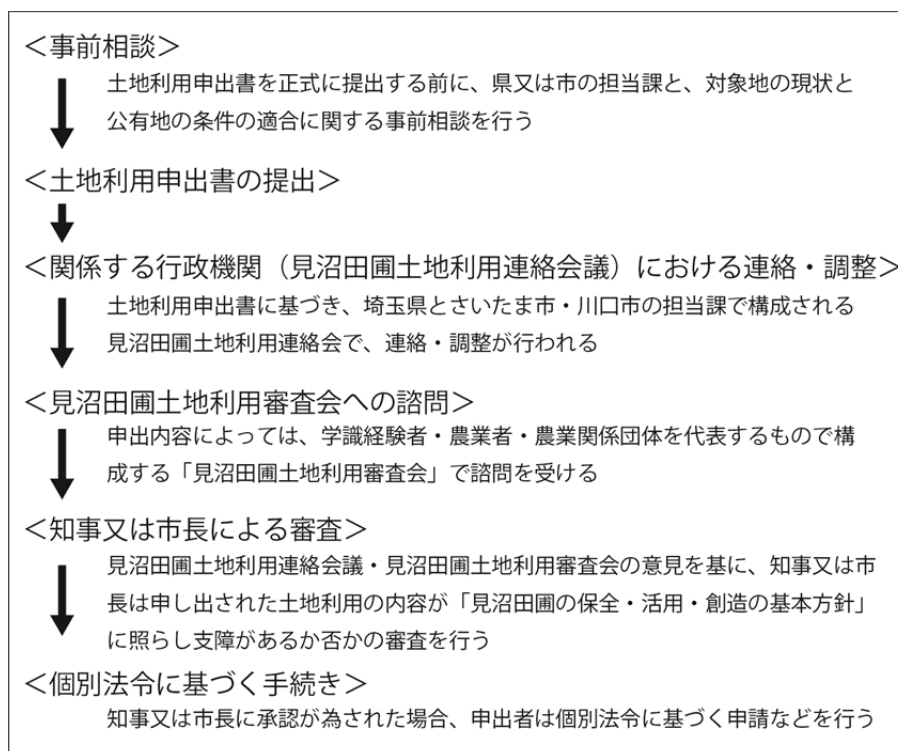 ＜事前相談＞
土地利用申出書を正式に提出する前に、県又は市の担当課と、対象地の現状と
公有地の条件の適合に関する事前相談を行う
＜土地利用申出書の提出＞
＜関係する行政機関（見沼田圃土地利用連絡会議）における連絡・調整＞
土地利用申出書に基づき、埼玉県とさいたま市・川口市の担当課で構成される
見沼田圃土地利用連絡会で、連絡・調整が行われる
＜見沼田圃土地利用審査会への諮問＞
申出内容によっては、学識経験者・農業者・農業関係団体を代表するもので構
成する「見沼田圃土地利用審査会」で諮問を受ける
＜知事又は市長による審査＞
見沼田圃土地利用連絡会議・見沼田圃土地利用審査会の意見を基に、知事又は市
長は申し出された土地利用の内容が「見沼田圃の保全・活用・創造の基本方針」
に照らし支障があるか否かの審査を行う
＜個別法令に基づく手続き＞
知事又は市長に承認が為された場合、申出者は個別法令に基づく申請などを行う